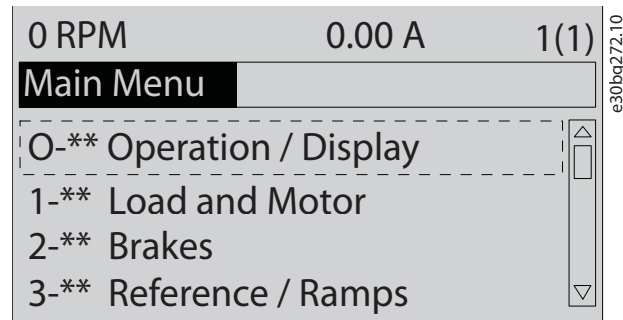 0 RPM 0.00 A 1(1)
Main Menu
O-** Operation / Display
1-** Load and Motor
2-** Brakes
3-** Reference / Ramps
e30bq272.10